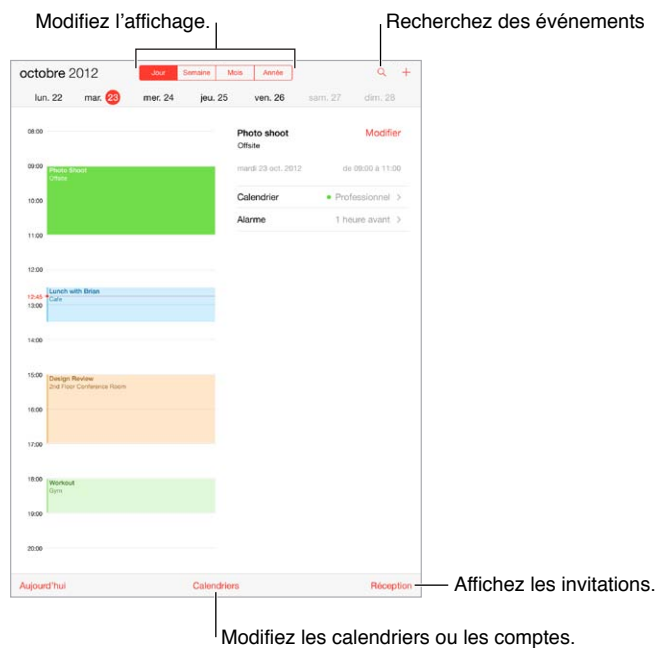 Modifiez l'affichage.
Recherchez des événements
octobre 2012
Jour Semaine Mois Année
lun. 22 mar. 23 mer. 24 jeu. 25 ven. 26 sam. 27 dim. 28
08:00
Photo shoot Modifier
Offsite
09:00
Photo Shoot
Offsite
mardi 23 oct. 2012 de 09:00 à 11:00
10:00
Calendrier Professionnel >
Alarme 1 heure avant >
11:00
12:00
Lunch with Brian
12:45
Cafe
13:00
14:00
15:00
Design Review
2nd Floor Conference Room
16:00
17:00
18:00
Workout
Gym
19:00
20:00
Aujourd'hui Calendriers Réception
Affichez les invitations.
Modifiez les calendriers ou les comptes.